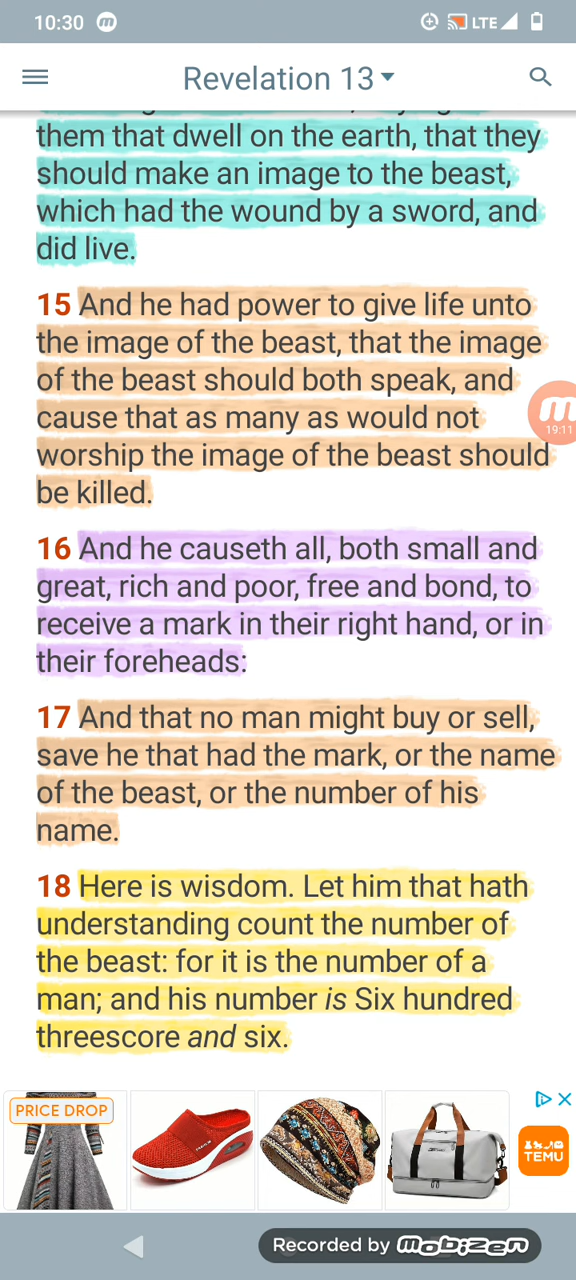 10:30
LTE
Revelation 13
them that dwell on the earth, that they
should make an image to the beast,
which had the wound by a sword, and
did live.
15 And he had power to give life unto
the image of the beast, that the image
of the beast should both speak, and
cause that as many as would not
worship the image of the beast should
be killed.
19:11
16 And he causeth all, both small and
great, rich and poor, free and bond, to
receive a mark in their right hand, or in
their foreheads:
17 And that no man might buy or sell,
save he that had the mark, or the name
of the beast, or the number of his
name.
18 Here is wisdom. Let him that hath
understanding count the number of
the beast: for it is the number of a
man; and his number is Six hundred
threescore and six.
PRICE DROP
TEMU
Recorded by mobizen